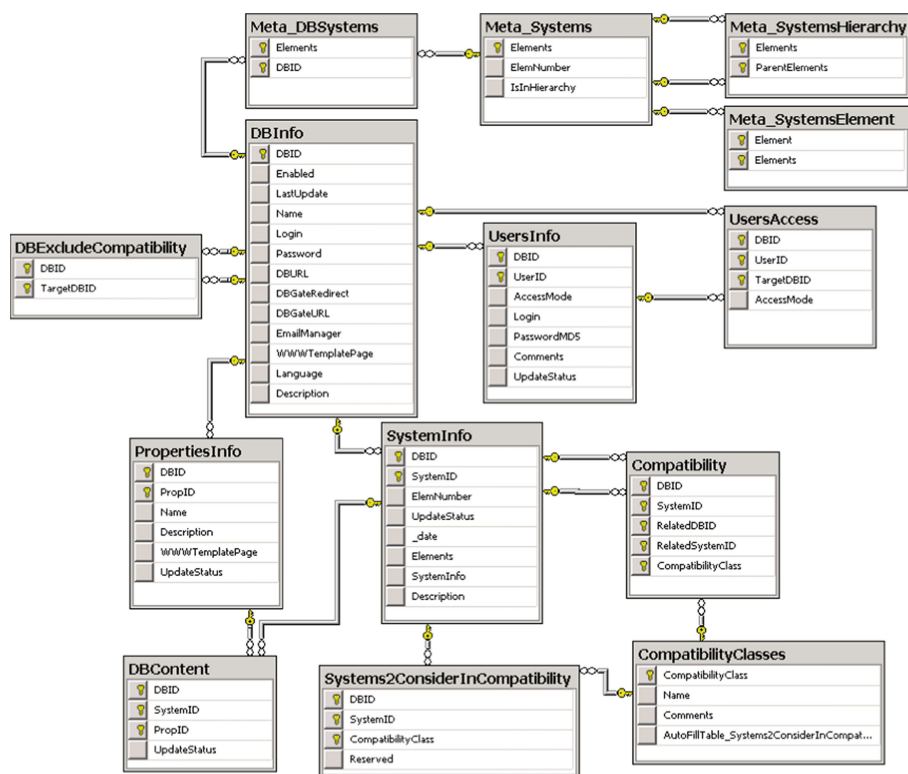 Meta_DBSystems
Elements
DBID
Meta_Systems
Elements
ElemNumber
IsInHierarchy
Meta_SystemsHierarchy
Elements
ParentElements
Meta_SystemsElement
Element
Elements
DBInfo
DBID
Enabled
LastUpdate
Name
Login
Password
DBURL
DBGateRedirect
DBGateURL
EmailManager
WWWTemplatePage
Language
Description
DBExcludeCompatibility
DBID
TargetDBID
UsersInfo
DBID
UserID
AccessMode
Login
PasswordMD5
Comments
UpdateStatus
UsersAccess
DBID
UserID
TargetDBID
AccessMode
PropertiesInfo
DBID
PropID
Name
Description
WWWTemplatePage
UpdateStatus
SystemInfo
DBID
SystemID
ElemNumber
UpdateStatus
_date
Elements
SystemInfo
Description
Compatibility
DBID
SystemID
RelatedDBID
RelatedSystemID
CompatibilityClass
DBContent
DBID
SystemID
PropID
UpdateStatus
Systems2ConsiderInCompatibility
DBID
SystemID
CompatibilityClass
Reserved
CompatibilityClasses
CompatibilityClass
Name
Comments
AutoFillTable_Systems2ConsiderInCompat...